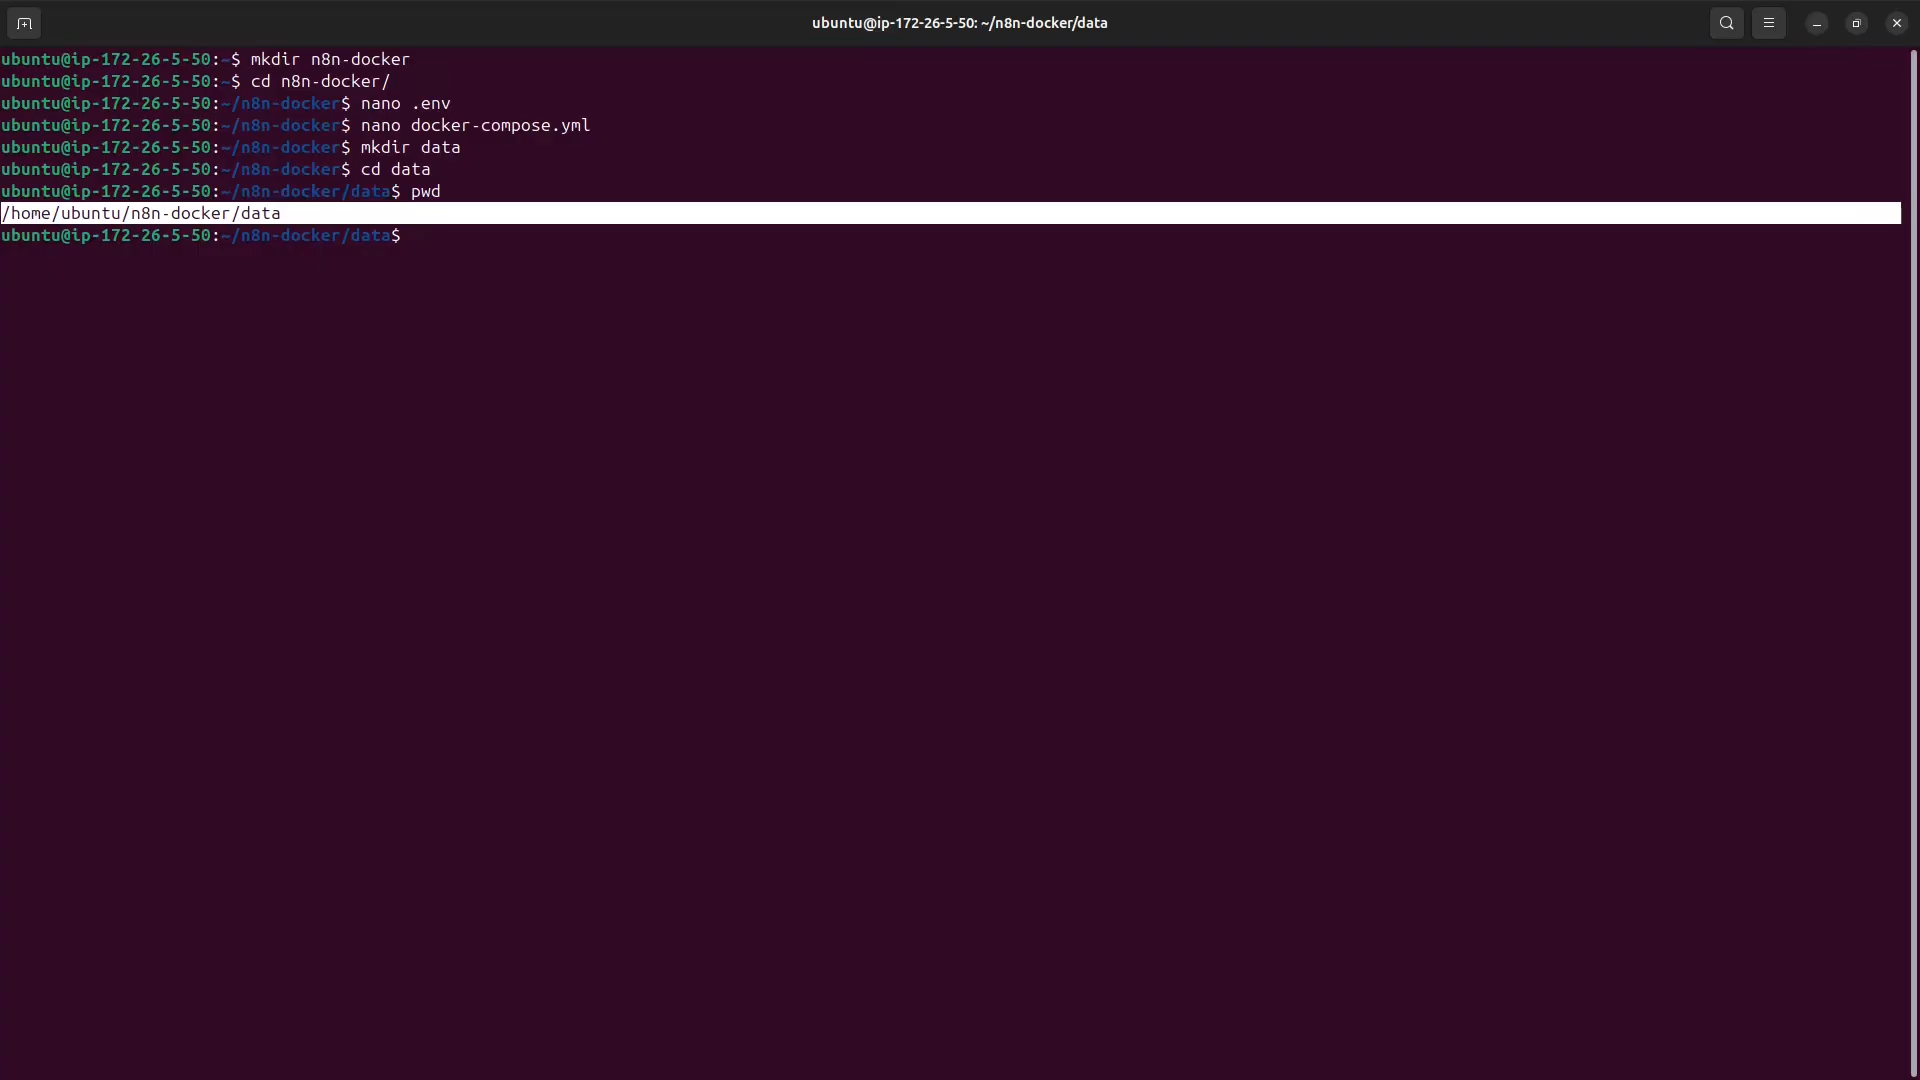 ubuntu@ip-172-26-5-50: ~/n8n-docker/data
ubuntu@ip-172-26-5-50:~$ mkdir n8n-docker
ubuntu@ip-172-26-5-50:~$ cd n8n-docker/
ubuntu@ip-172-26-5-50:~/n8n-docker$ nano .env
ubuntu@ip-172-26-5-50:~/n8n-docker$ nano docker-compose.yml
ubuntu@ip-172-26-5-50:~/n8n-docker$ mkdir data
ubuntu@ip-172-26-5-50:~/n8n-docker$ cd data
ubuntu@ip-172-26-5-50:~/n8n-docker/data$ pwd
/home/ubuntu/n8n-docker/data
ubuntu@ip-172-26-5-50:~/n8n-docker/data$